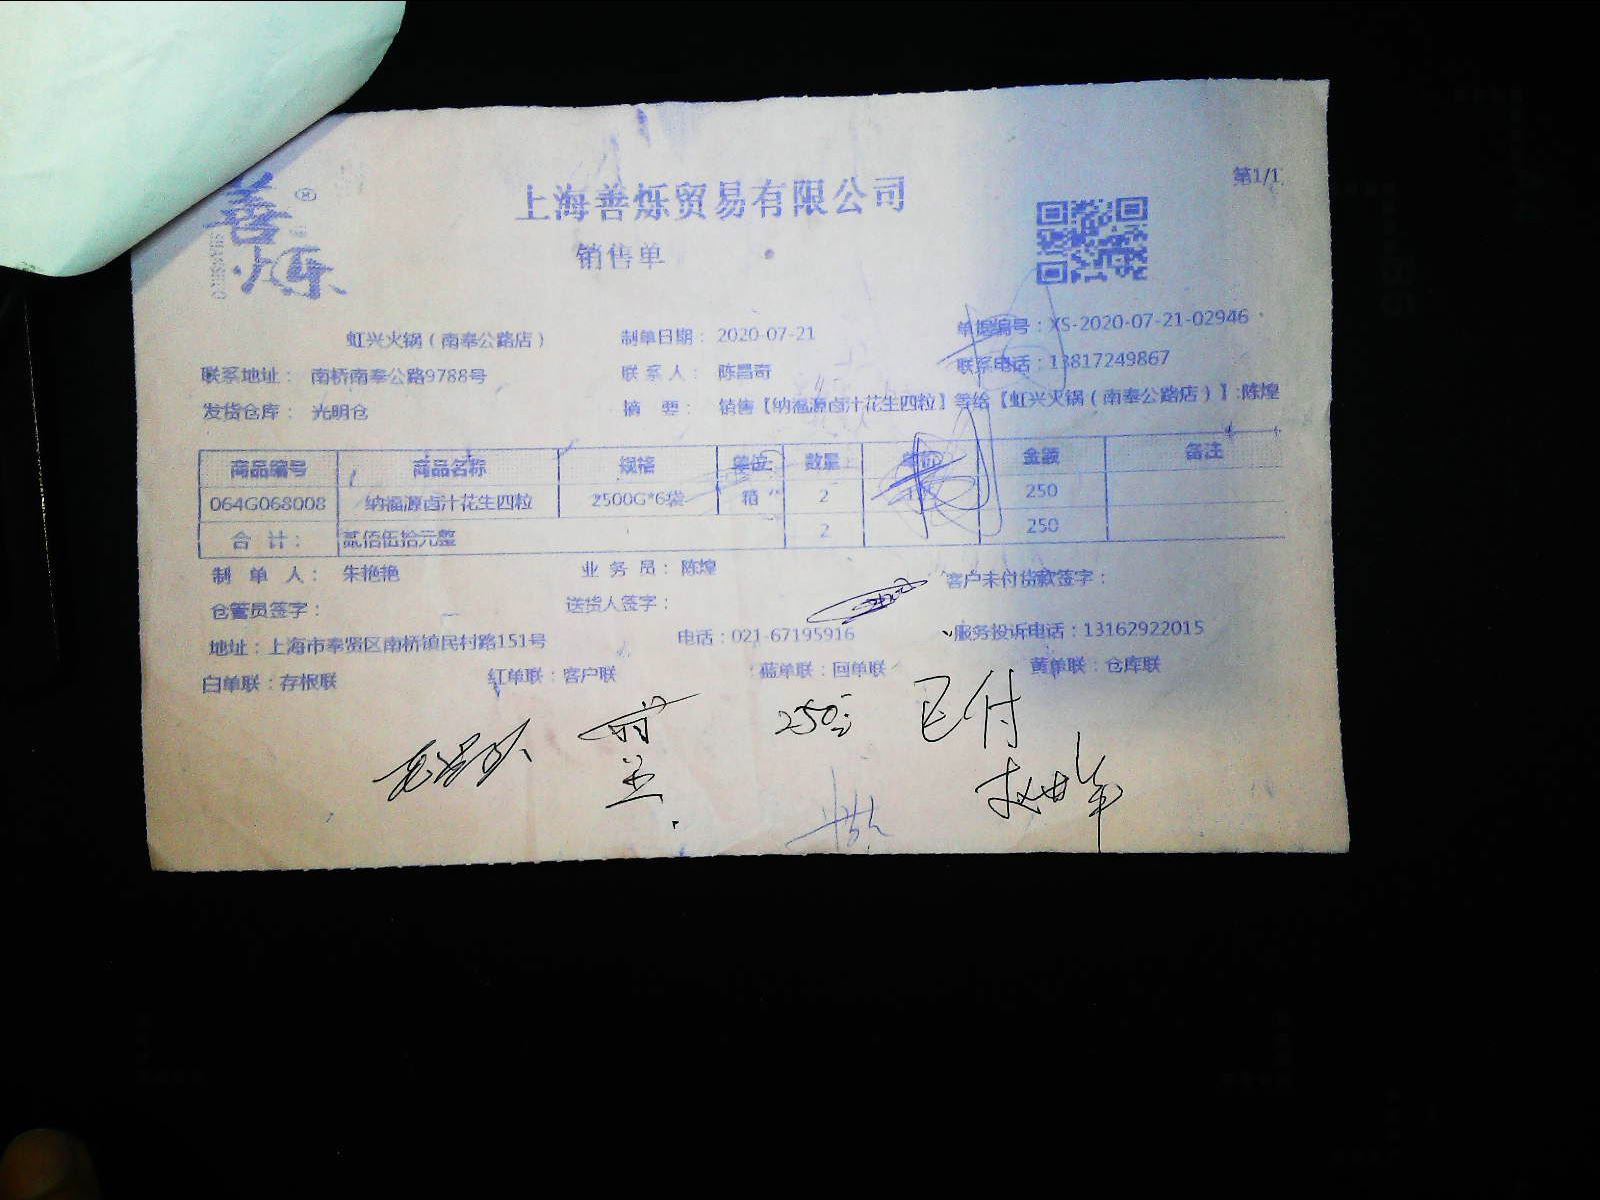 善烁 ®
上海善烁贸易有限公司
第1/1
销售单
虹兴火锅（南奉公路店） 制单日期： 2020-07-21 单据编号：XS-2020-07-21-02946
联系地址： 南桥南奉公路9788号 联 系 人： 陈昌奇 联系电话：13817249867
发货仓库： 光明仓 摘 要： 销售【纳福源卤汁花生四粒】等给【虹兴火锅（南奉公路店）】:陈煌
商品编号 商品名称 规格 单位 数量 单价 金额 备注
064G068008 纳福源卤汁花生四粒 2500G*6袋 箱 2 250
合 计： 贰佰伍拾元整 2 250
制 单 人： 朱艳艳 业 务 员： 陈煌 客户未付货款签字：
仓管员签字： 送货人签字：
地址：上海市奉贤区南桥镇民村路151号 电话：021-67195916 服务投诉电话：13162922015
白单联：存根联 红单联：客户联 蓝单联：回单联 黄单联：仓库联
250 已付